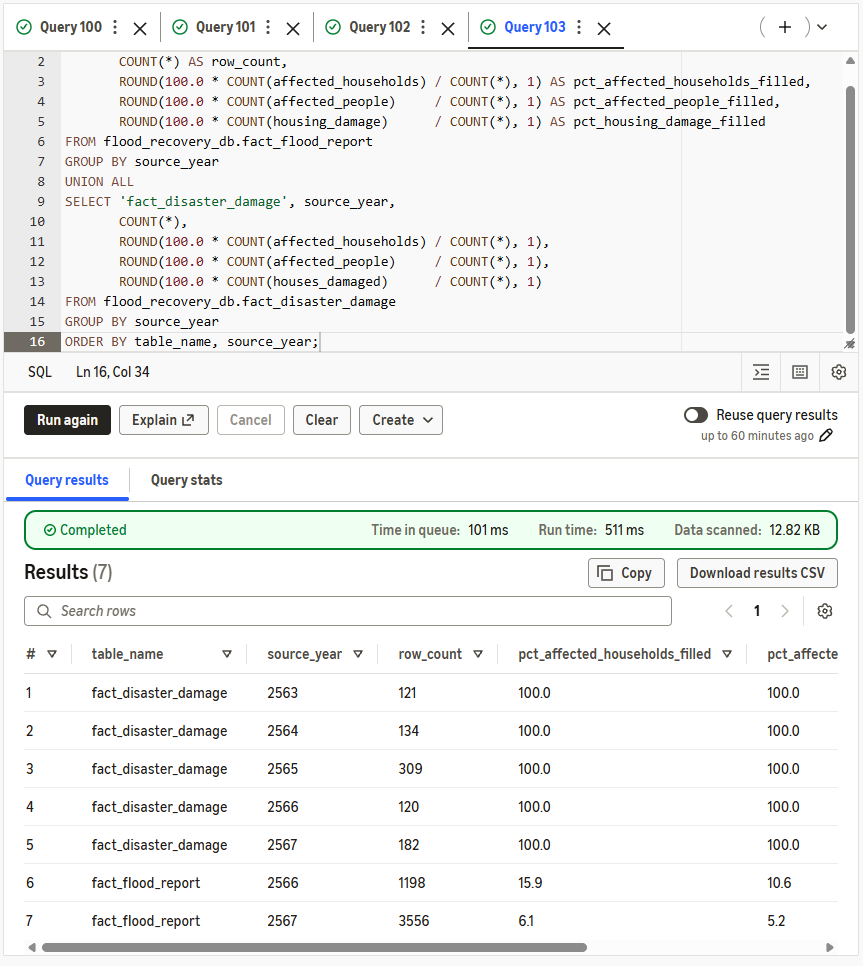 Query 100 Query 101 Query 102 Query 103
2 COUNT(*) AS row_count,
3 ROUND(100.0 * COUNT(affected_households) / COUNT(*), 1) AS pct_affected_households_filled,
4 ROUND(100.0 * COUNT(affected_people) / COUNT(*), 1) AS pct_affected_people_filled,
5 ROUND(100.0 * COUNT(housing_damage) / COUNT(*), 1) AS pct_housing_damage_filled
6 FROM flood_recovery_db.fact_flood_report
7 GROUP BY source_year
8 UNION ALL
9 SELECT 'fact_disaster_damage', source_year,
10 COUNT(*),
11 ROUND(100.0 * COUNT(affected_households) / COUNT(*), 1),
12 ROUND(100.0 * COUNT(affected_people) / COUNT(*), 1),
13 ROUND(100.0 * COUNT(houses_damaged) / COUNT(*), 1)
14 FROM flood_recovery_db.fact_disaster_damage
15 GROUP BY source_year
16 ORDER BY table_name, source_year;
SQL Ln 16, Col 34
Run again Explain Cancel Clear Create Reuse query results
up to 60 minutes ago
Query results Query stats
Completed Time in queue: 101 ms Run time: 511 ms Data scanned: 12.82 KB
Results (7) Copy Download results CSV
Search rows 1
# table_name source_year row_count pct_affected_households_filled pct_affecte
1 fact_disaster_damage 2563 121 100.0 100.0
2 fact_disaster_damage 2564 134 100.0 100.0
3 fact_disaster_damage 2565 309 100.0 100.0
4 fact_disaster_damage 2566 120 100.0 100.0
5 fact_disaster_damage 2567 182 100.0 100.0
6 fact_flood_report 2566 1198 15.9 10.6
7 fact_flood_report 2567 3556 6.1 5.2